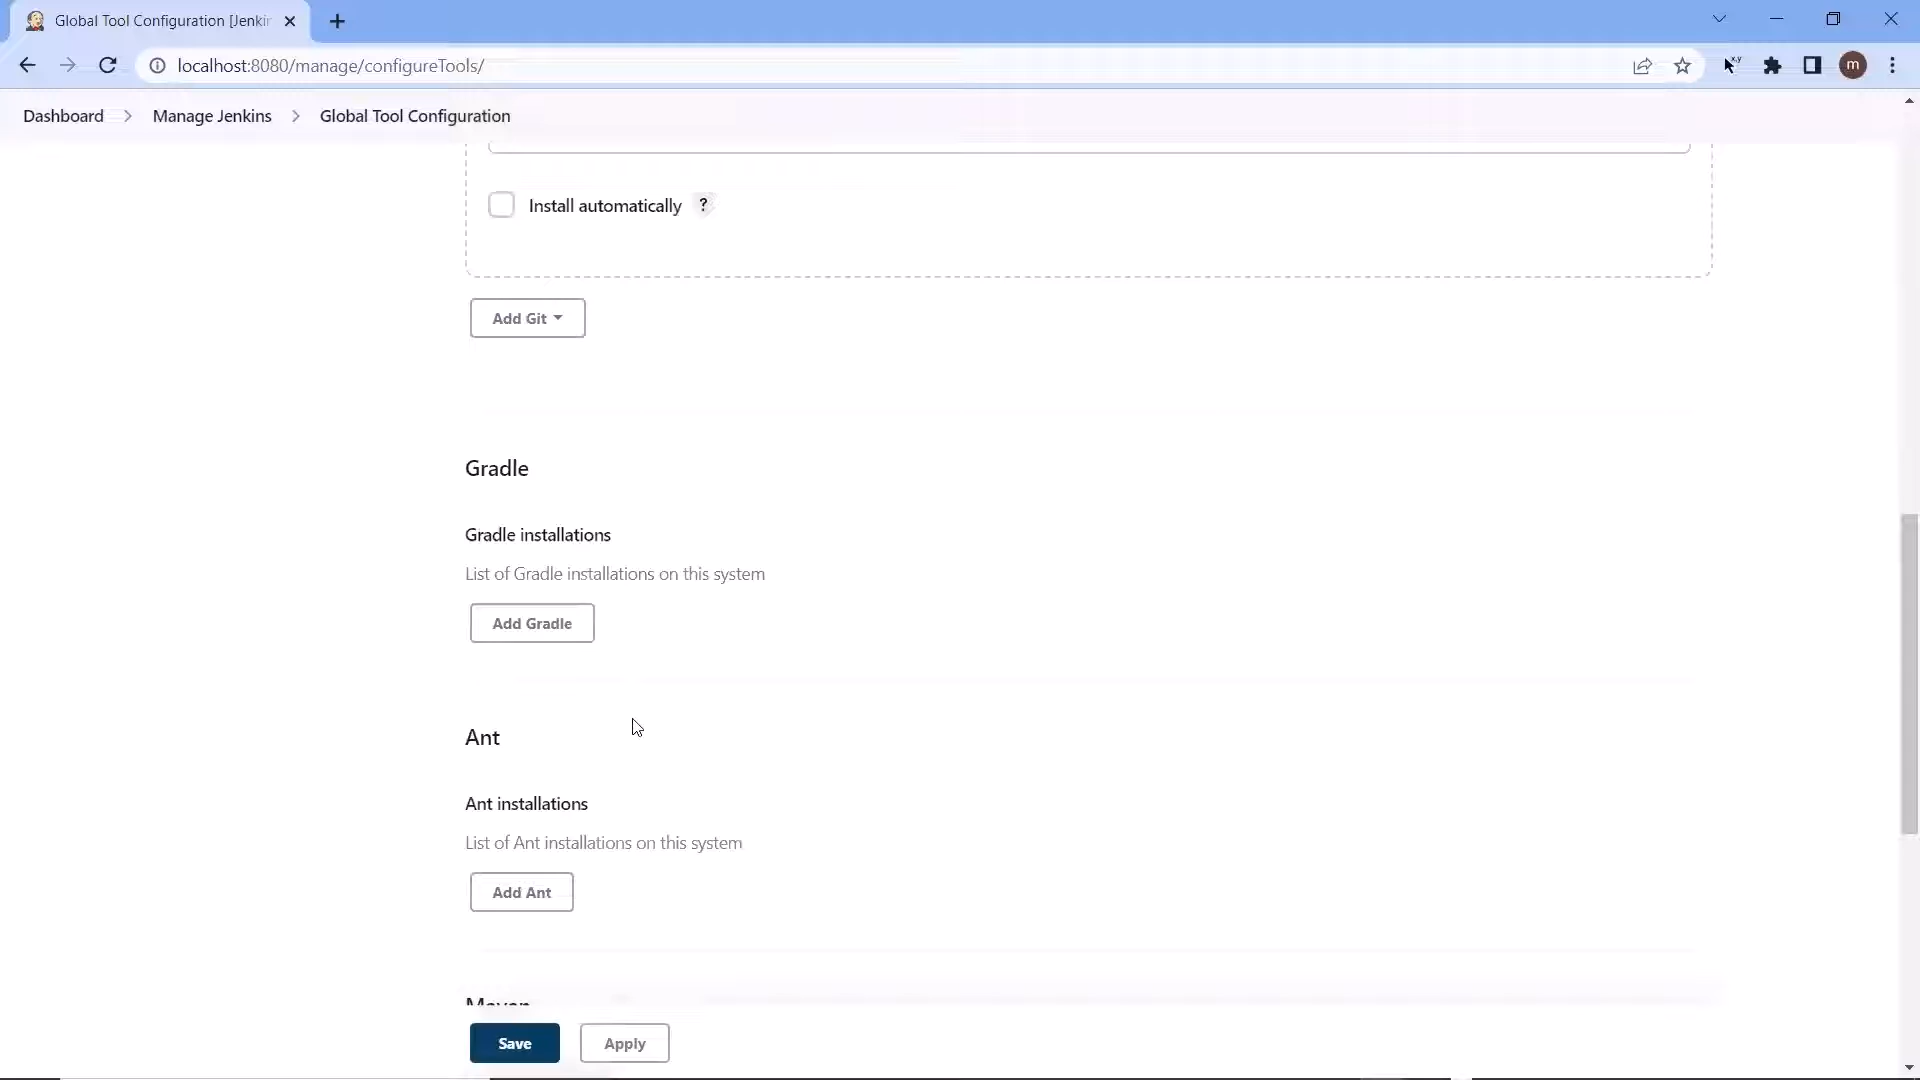 Global Tool Configuration [Jenkin
localhost:8080/manage/configureTools/
m
Dashboard > Manage Jenkins > Global Tool Configuration
Install automatically ?
Add Git
Gradle
Gradle installations
List of Gradle installations on this system
Add Gradle
Ant
Ant installations
List of Ant installations on this system
Add Ant
Maven
Save Apply